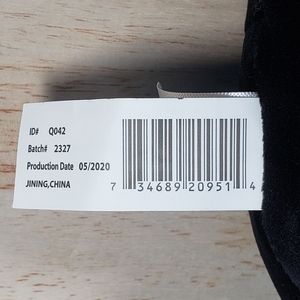 ID# Q042
Batch# 2327
Production Date 05/2020
JINING,CHINA
7 34689 20951 4